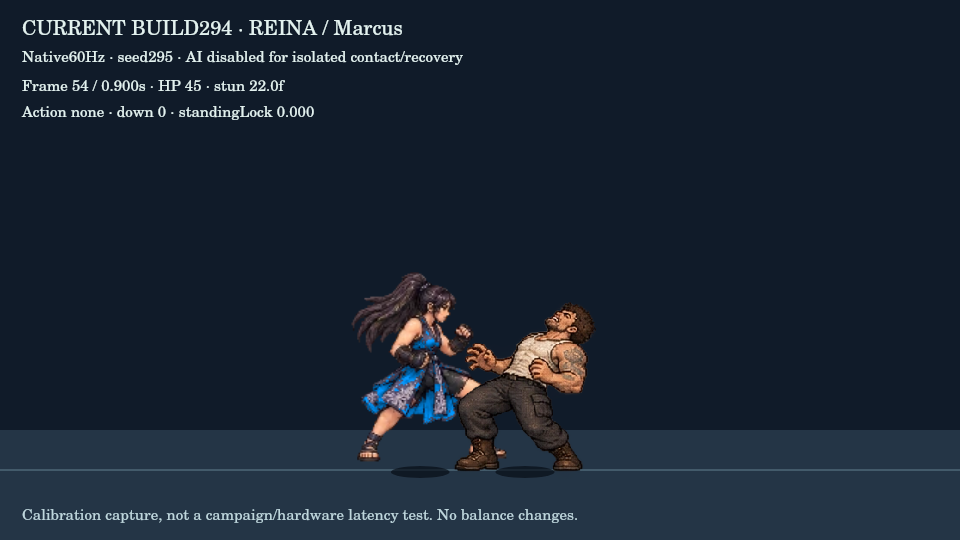 CURRENT BUILD294 · REINA / Marcus
Native60Hz · seed295 · AI disabled for isolated contact/recovery
Frame 54 / 0.900s · HP 45 · stun 22.0f
Action none · down 0 · standingLock 0.000
Calibration capture, not a campaign/hardware latency test. No balance changes.